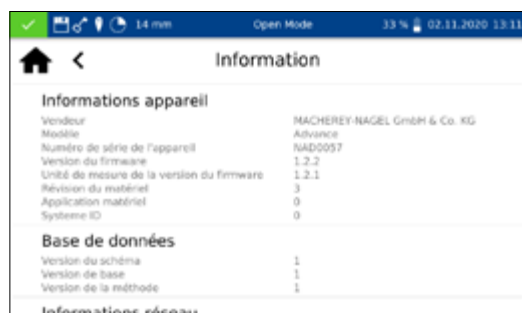 14 mm Open Mode 33 % 02.11.2020 13:11
Information
Informations appareil
Vendeur MACHEREY-NAGEL GmbH & Co. KG
Modèle Advance
Numéro de série de l'appareil NAD0057
Version du firmware 1.2.2
Unité de mesure de la version du firmware 1.2.1
Révision du matériel 3
Application matériel 0
Systeme ID 0
Base de données
Version du schéma 1
Version de base 1
Version de la méthode 1
Informations réseau